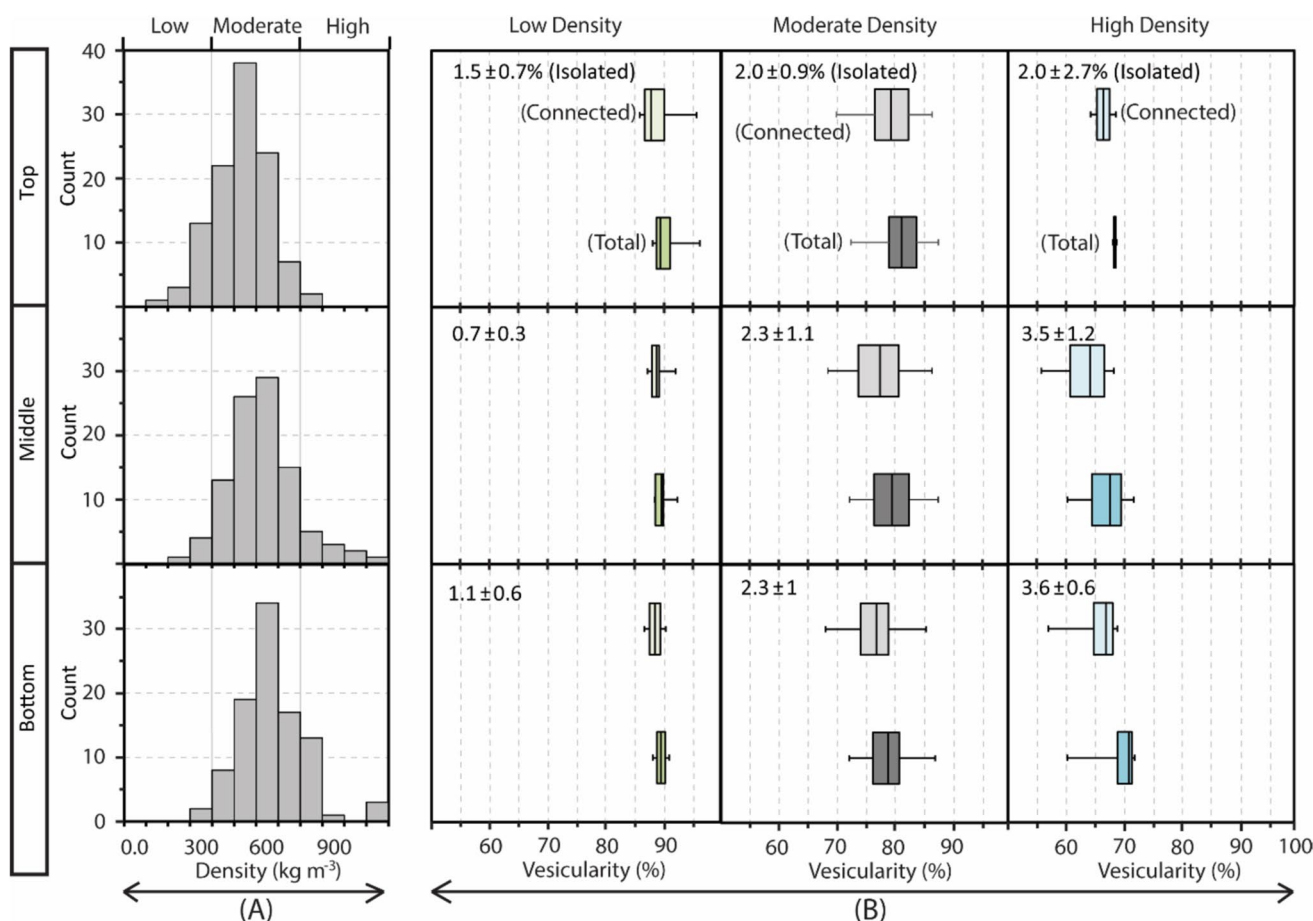 Low Moderate High
Low Density Moderate Density High Density
Top
Count
40
30
20
10
1.5±0.7% (Isolated)
(Connected)
(Total)
2.0±0.9% (Isolated)
(Connected)
(Total)
2.0±2.7% (Isolated)
(Connected)
(Total)
Middle
Count
30
20
10
0.7±0.3
2.3±1.1
3.5±1.2
Bottom
Count
30
20
10
0
1.1±0.6
2.3±1
3.6±0.6
0.0 300 600 900
Density (kg m-3)
(A)
60 70 80 90
Vesicularity (%)
60 70 80 90
Vesicularity (%)
60 70 80 90 100
Vesicularity (%)
(B)